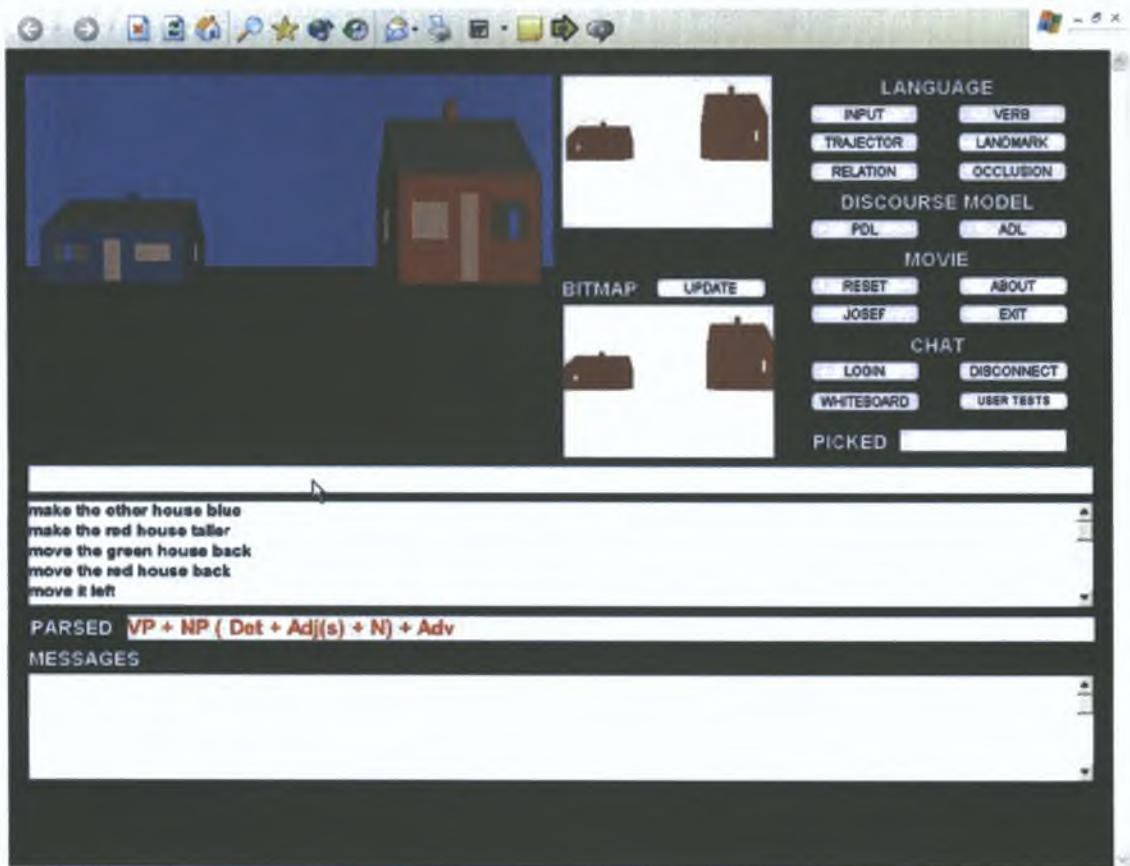 LANGUAGE
INPUT VERB
TRAJECTOR LANDMARK
RELATION OCCLUSION
DISCOURSE MODEL
PDL ADL
MOVIE
BITMAP UPDATE
RESET ABOUT
JOSEF EXIT
CHAT
LOGIN DISCONNECT
WHITEBOARD USER TESTS
PICKED
make the other house blue
make the red house taller
move the green house back
move the red house back
move it left
PARSED VP + NP ( Det + Adj(s) + N) + Adv
MESSAGES